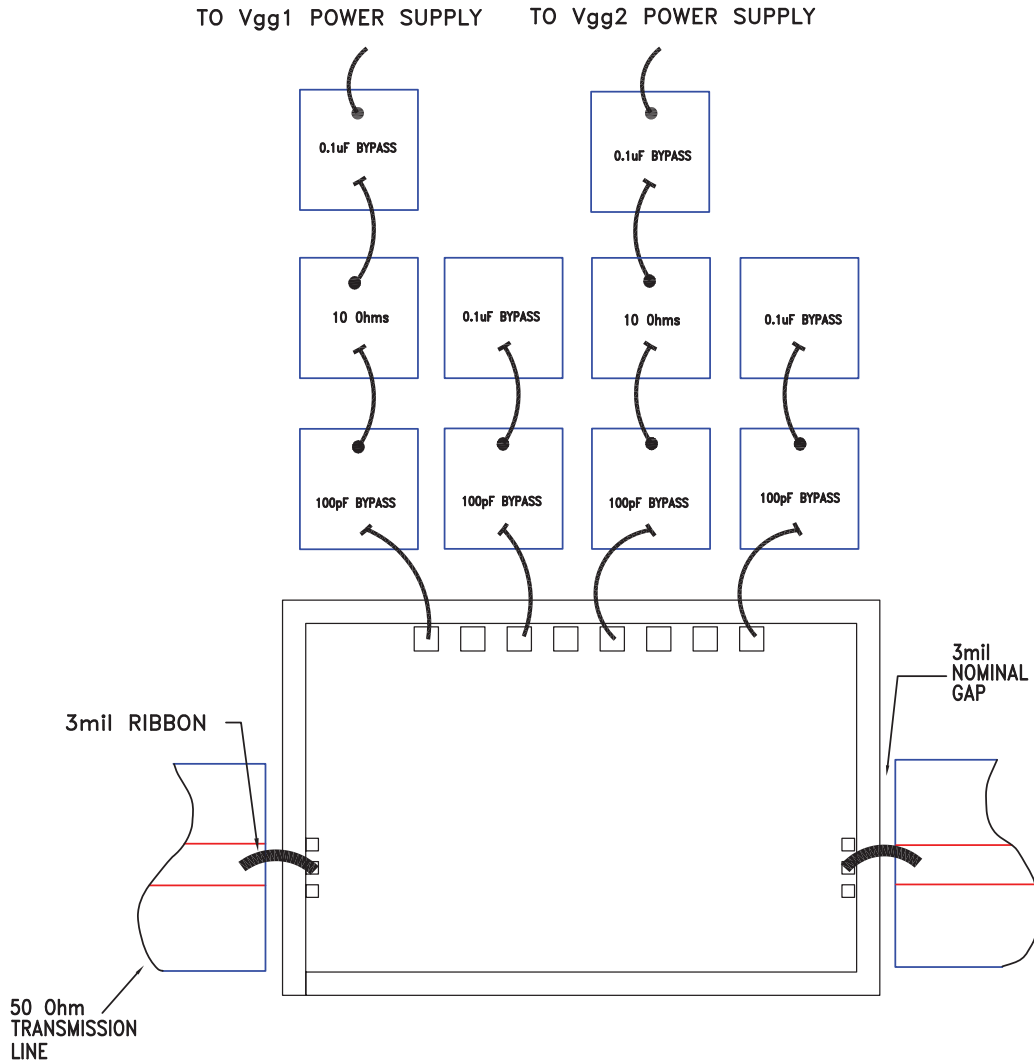 TO Vgg1 POWER SUPPLY
TO Vgg2 POWER SUPPLY
0.1uF BYPASS
0.1uF BYPASS
10 Ohms
0.1uF BYPASS
10 Ohms
0.1uF BYPASS
100pF BYPASS
100pF BYPASS
100pF BYPASS
100pF BYPASS
3mil
NOMINAL
GAP
3mil RIBBON
50 Ohm
TRANSMISSION
LINE